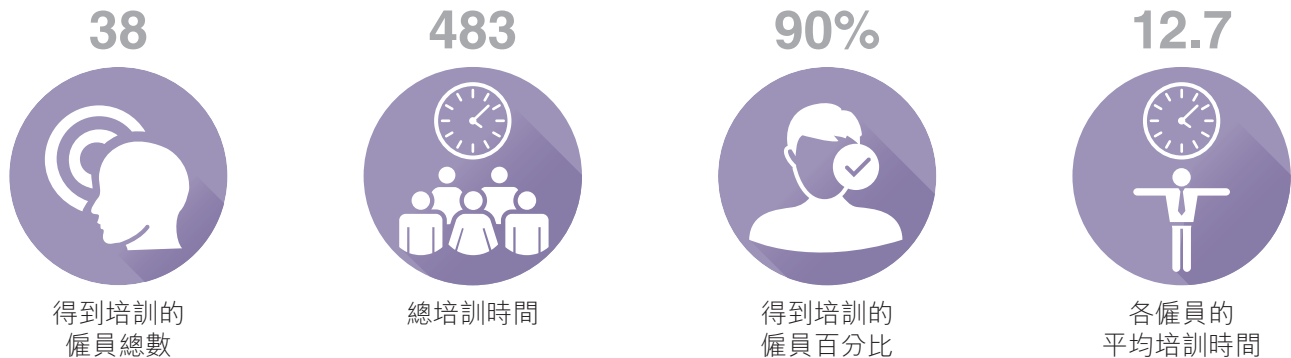 38
得到培訓的
僱員總數
483
總培訓時間
90%
得到培訓的
僱員百分比
12.7
各僱員的
平均培訓時間